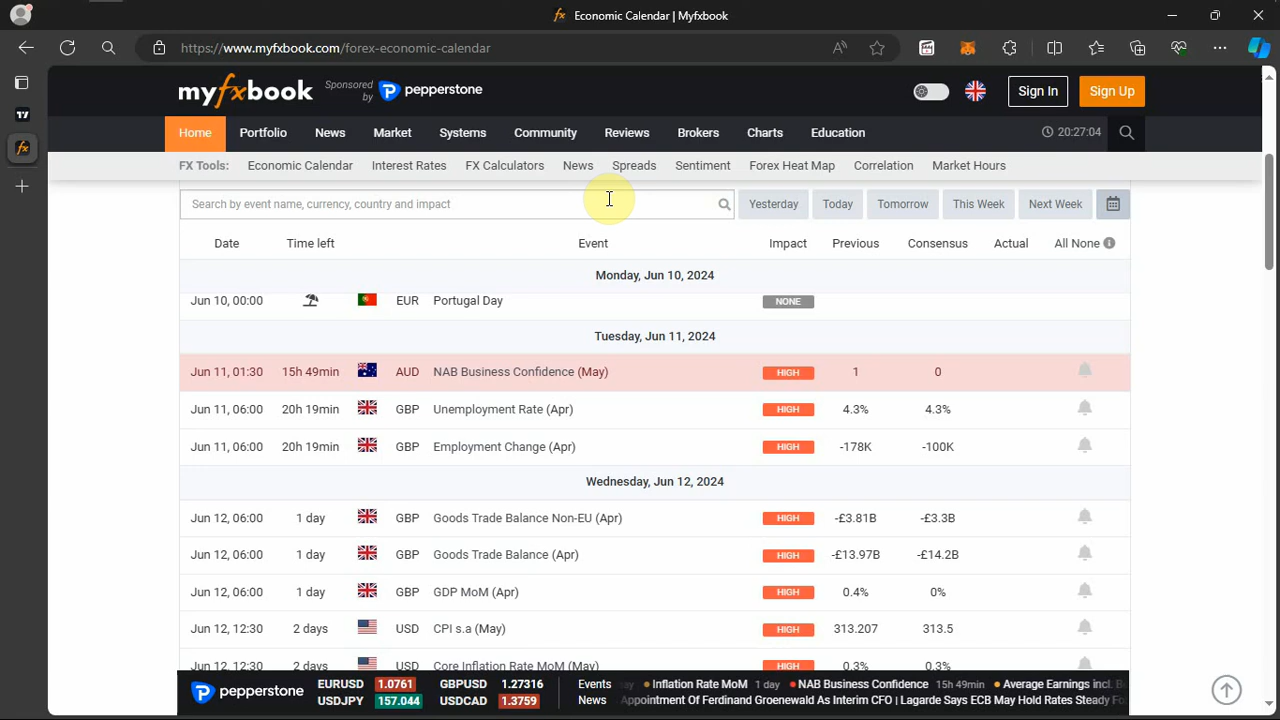 Economic Calendar | Myfxbook
https://www.myfxbook.com/forex-economic-calendar
myfxbook Sponsored by pepperstone
Sign In Sign Up
Home Portfolio News Market Systems Community Reviews Brokers Charts Education 20:27:04
FX Tools: Economic Calendar Interest Rates FX Calculators News Spreads Sentiment Forex Heat Map Correlation Market Hours
Search by event name, currency, country and impact Yesterday Today Tomorrow This Week Next Week
Date Time left Event Impact Previous Consensus Actual All None
Monday, Jun 10, 2024
Jun 10, 00:00 EUR Portugal Day NONE
Tuesday, Jun 11, 2024
Jun 11, 01:30 15h 49min AUD NAB Business Confidence (May) HIGH 1 0
Jun 11, 06:00 20h 19min GBP Unemployment Rate (Apr) HIGH 4.3% 4.3%
Jun 11, 06:00 20h 19min GBP Employment Change (Apr) HIGH -178K -100K
Wednesday, Jun 12, 2024
Jun 12, 06:00 1 day GBP Goods Trade Balance Non-EU (Apr) HIGH -£3.81B -£3.3B
Jun 12, 06:00 1 day GBP Goods Trade Balance (Apr) HIGH -£13.97B -£14.2B
Jun 12, 06:00 1 day GBP GDP MoM (Apr) HIGH 0.4% 0%
Jun 12, 12:30 2 days USD CPI s.a (May) HIGH 313.207 313.5
Jun 12, 12:30 2 days USD Core Inflation Rate MoM (May) HIGH 0.3% 0.3%
pepperstone
EURUSD 1.0761 GBPUSD 1.27316 Events Inflation Rate MoM 1 day NAB Business Confidence 15h 49min Average Earnings incl.
USDJPY 157.044 USDCAD 1.3759 News Appointment Of Ferdinand Groenewald As Interim CFO | Lagarde Says ECB May Hold Rates Steady